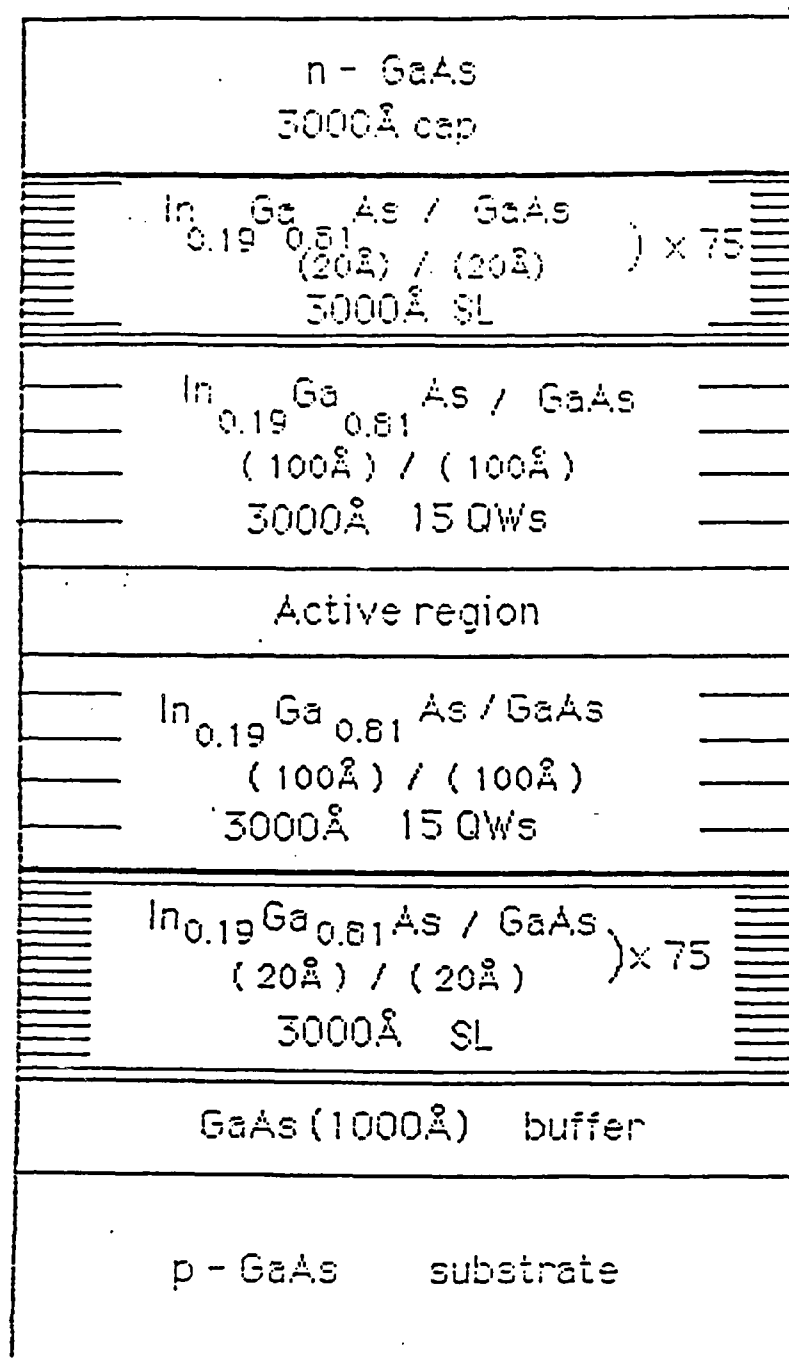 n - GaAs
3000Å cap
In0.19Ga0.81As / GaAs
(20Å) / (20Å) ) × 75
3000Å SL
In0.19Ga0.81As / GaAs
(100Å) / (100Å)
3000Å 15 QWs
Active region
In0.19Ga0.81As / GaAs
(100Å) / (100Å)
3000Å 15 QWs
In0.19Ga0.81As / GaAs
(20Å) / (20Å) ) × 75
3000Å SL
GaAs (1000Å) buffer
p - GaAs substrate